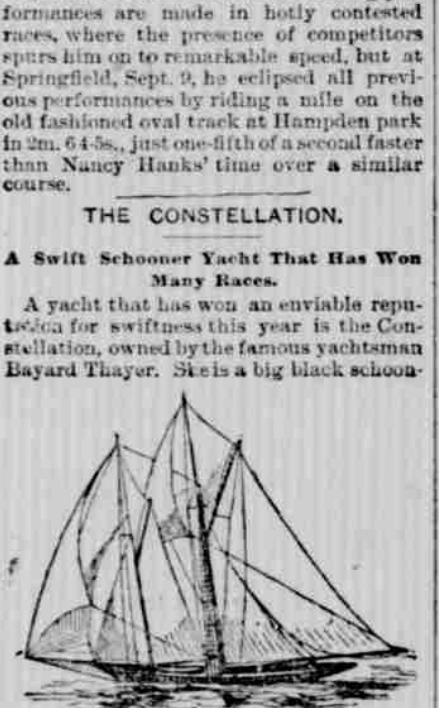 formances are made in hotly contested
races, where the presence of competitors
spurs him on to remarkable speed, but at
Springfield, Sept. 9, he eclipsed all previ-
ous performances by riding a mile on the
old fashioned oval track at Hampden park
in 2m. 6 4-5s., just one-fifth of a second faster
than Nancy Hanks' time over a similar
course.
THE CONSTELLATION.
A Swift Schooner Yacht That Has Won
Many Races.
A yacht that has won an enviable repu-
tation for swiftness this year is the Con-
stellation, owned by the famous yachtsman
Bayard Thayer. She is a big black schoon-